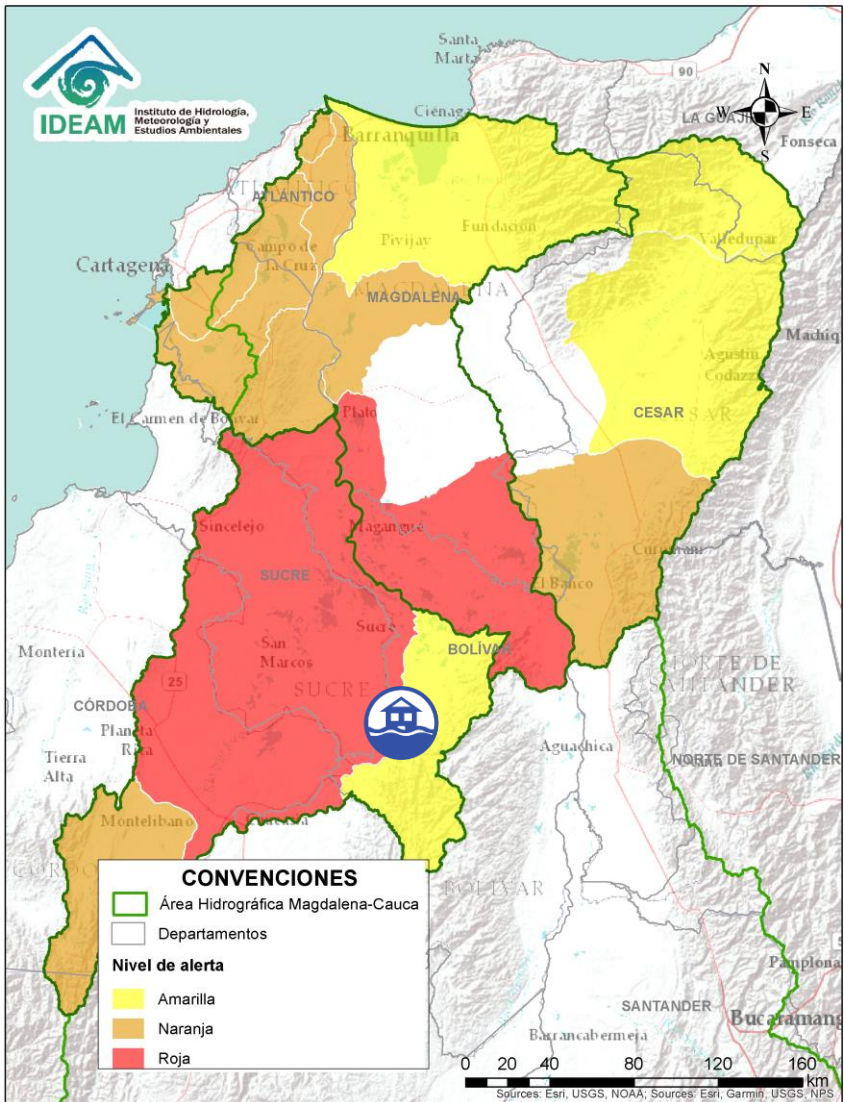 IDEAM
Instituto de Hidrología,
Meteorología y
Estudios Ambientales
Santa
Marta
90
N
W
E
S
LA GUAJIRA
Fonseca
Ciénaga
Barranquilla
ATLÁNTICO
Pivijay
Fundación
Valledupar
Cartagena
Campo de
la Cruz
MAGDALENA
MAGDALENA
Agustín
Codazzi
CESAR
El Carmen de Bolívar
Plato
Sincelejo
Magangué
SUCRE
El Banco
Sucre
San
Marcos
BOLÍVAR
SUCRE
Montería
25
CÓRDOBA
Planeta
Rica
Tierra
Alta
NORTE DE
SANTANDER
Aguachica
NORTE DE SANTANDER
Montelíbano
BOLÍVAR
CONVENCIONES
Área Hidrográfica Magdalena-Cauca
Departamentos
Nivel de alerta
Amarilla
Naranja
Roja
Pamplona
SANTANDER
Barrancabermeja
0 20 40 80 120 160
km
Sources: Esri, USGS, NOAA; Sources: Esri, Garmin, USGS, NPS